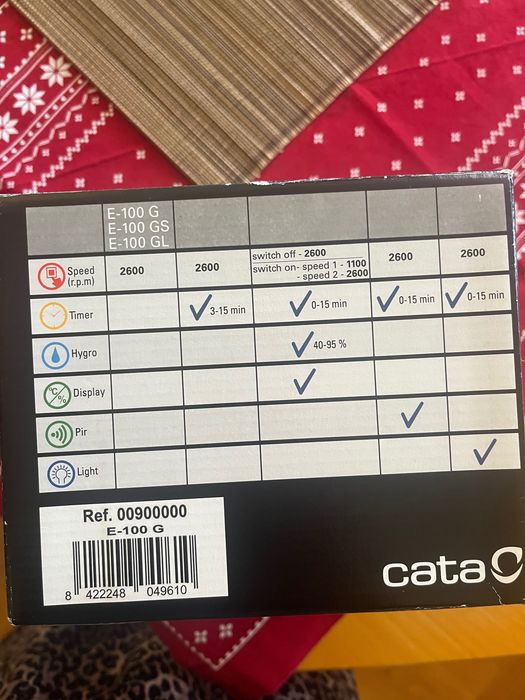 E-100 G
E-100 GS
E-100 GL
Speed (r.p.m) 2600 2600 switch off - 2600 2600 2600
switch on- speed 1 - 1100
- speed 2 - 2600
Timer ✓ 3-15 min ✓ 0-15 min ✓ 0-15 min ✓ 0-15 min
Hygro ✓ 40-95 %
°C/% Display ✓
Pir ✓
Light ✓
Ref. 00900000
E-100 G
8 422248 049610
cata